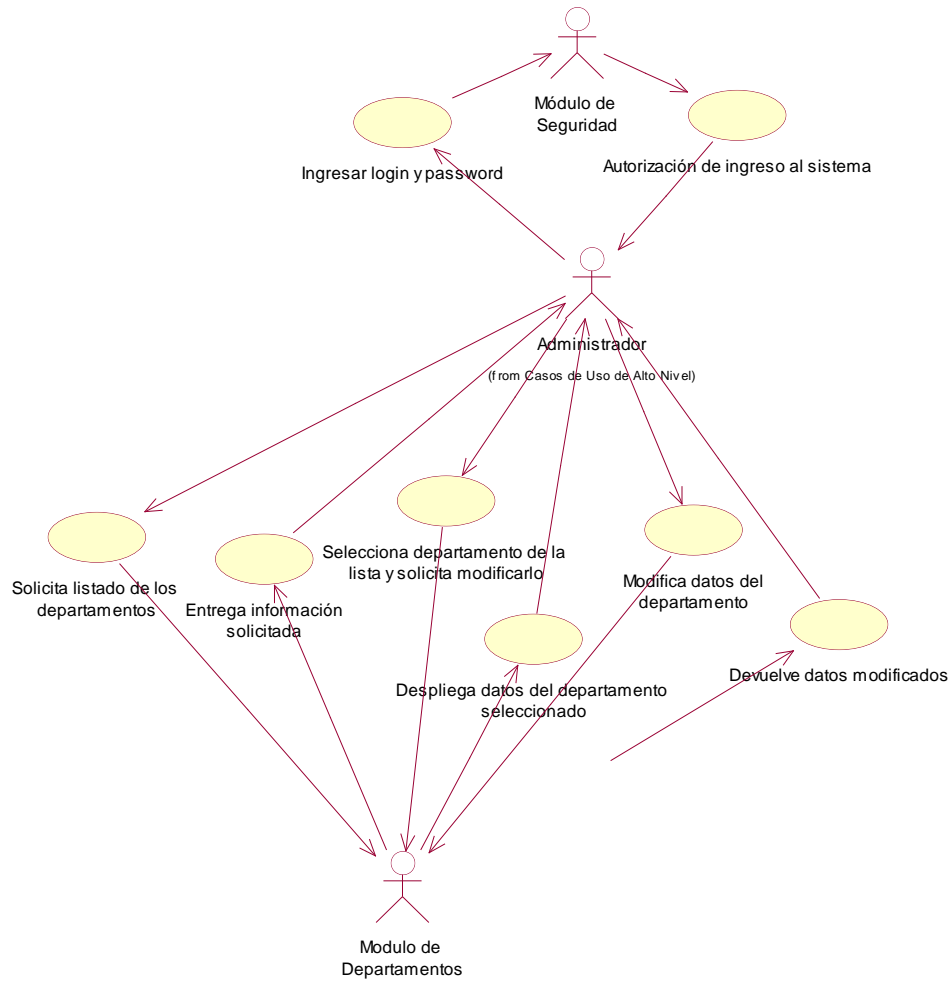 Módulo de
Seguridad
Ingresar login y password
Autorización de ingreso al sistema
Administrador
(from Casos de Uso de Alto Nivel)
Solicita listado de los
departamentos
Entrega información
solicitada
Selecciona departamento de la
lista y solicita modificarlo
Modifica datos del
departamento
Despliega datos del departamento
seleccionado
Devuelve datos modificados
Modulo de
Departamentos